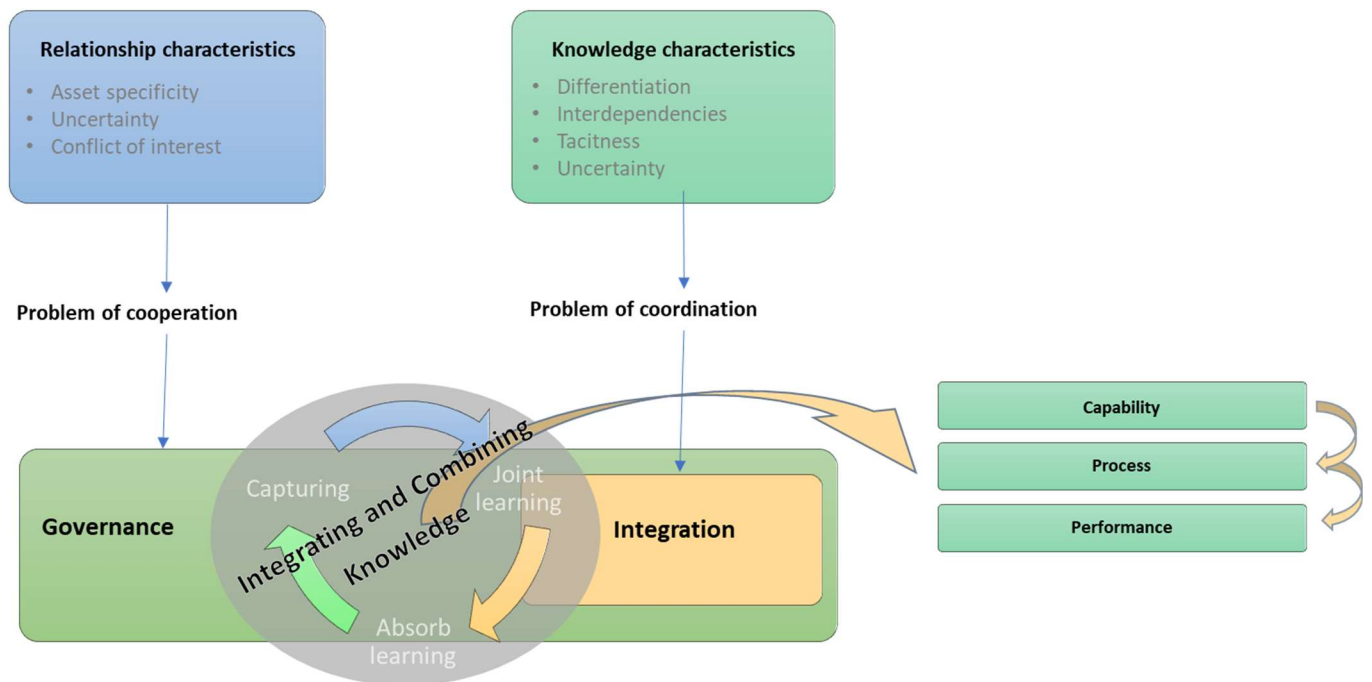 Relationship characteristics
• Asset specificity
• Uncertainty
• Conflict of interest
Knowledge characteristics
• Differentiation
• Interdependencies
• Tacitness
• Uncertainty
Problem of cooperation
Problem of coordination
Governance
Capturing
Joint
learning
Absorb
learning
Integrating and Combining
Knowledge
Integration
Capability
Process
Performance